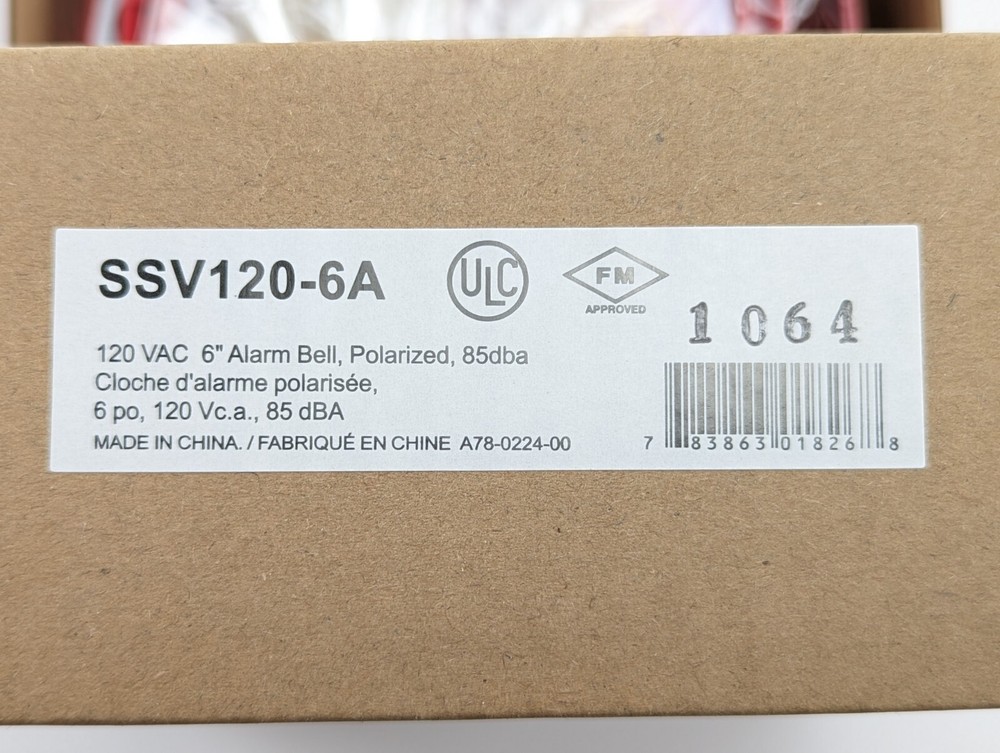 SSV120-6A
ULC
FM
APPROVED
1064
120 VAC 6" Alarm Bell, Polarized, 85dba
Cloche d'alarme polarisée,
6 po, 120 Vc.a., 85 dBA
MADE IN CHINA. / FABRIQUÉ EN CHINE A78-0224-00
7 83863 01826 8